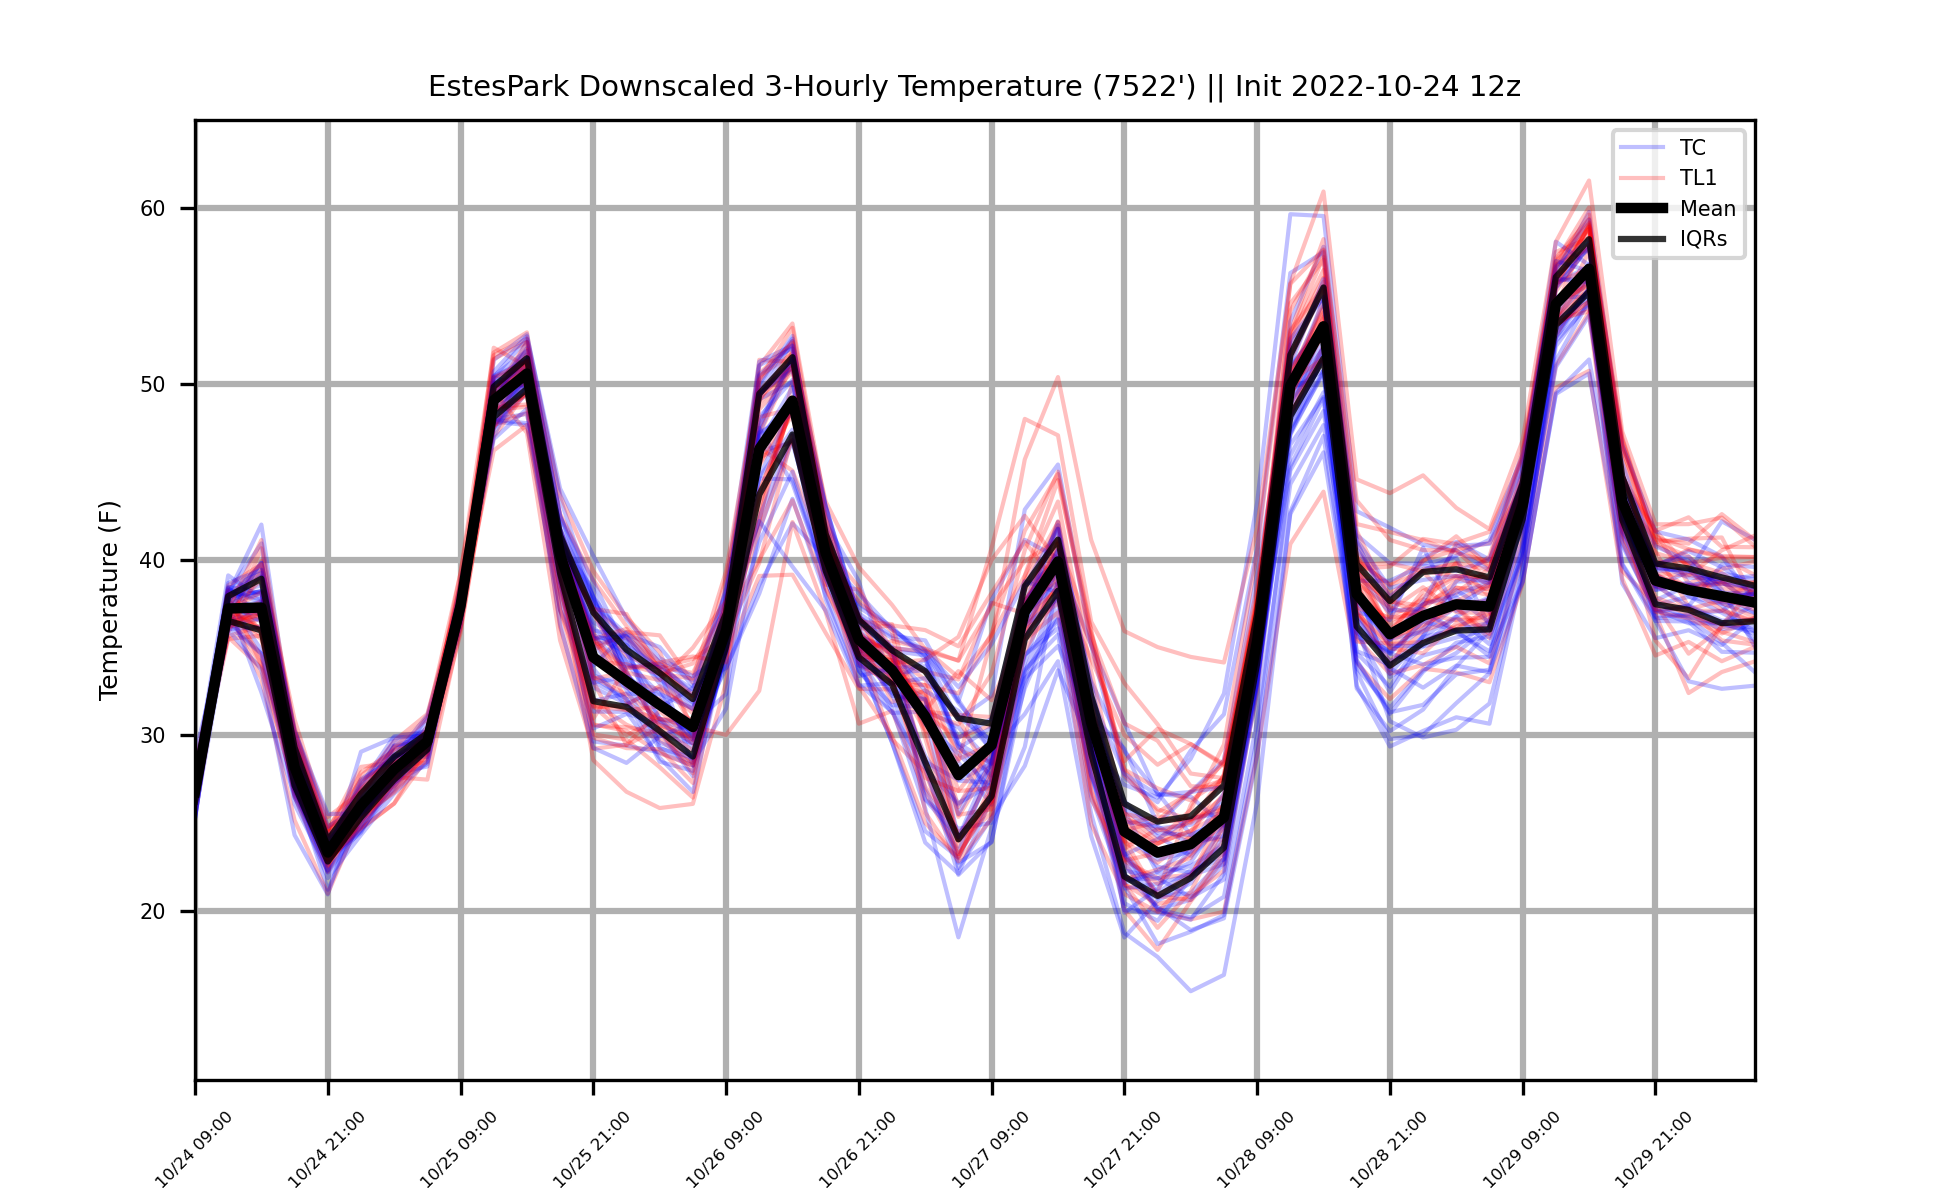 EstesPark Downscaled 3-Hourly Temperature (7522') || Init 2022-10-24 12z
TC
TL1
Mean
IQRs
Temperature (F)
60
50
40
30
20
10/24 09:00
10/24 21:00
10/25 09:00
10/25 21:00
10/26 09:00
10/26 21:00
10/27 09:00
10/27 21:00
10/28 09:00
10/28 21:00
10/29 09:00
10/29 21:00